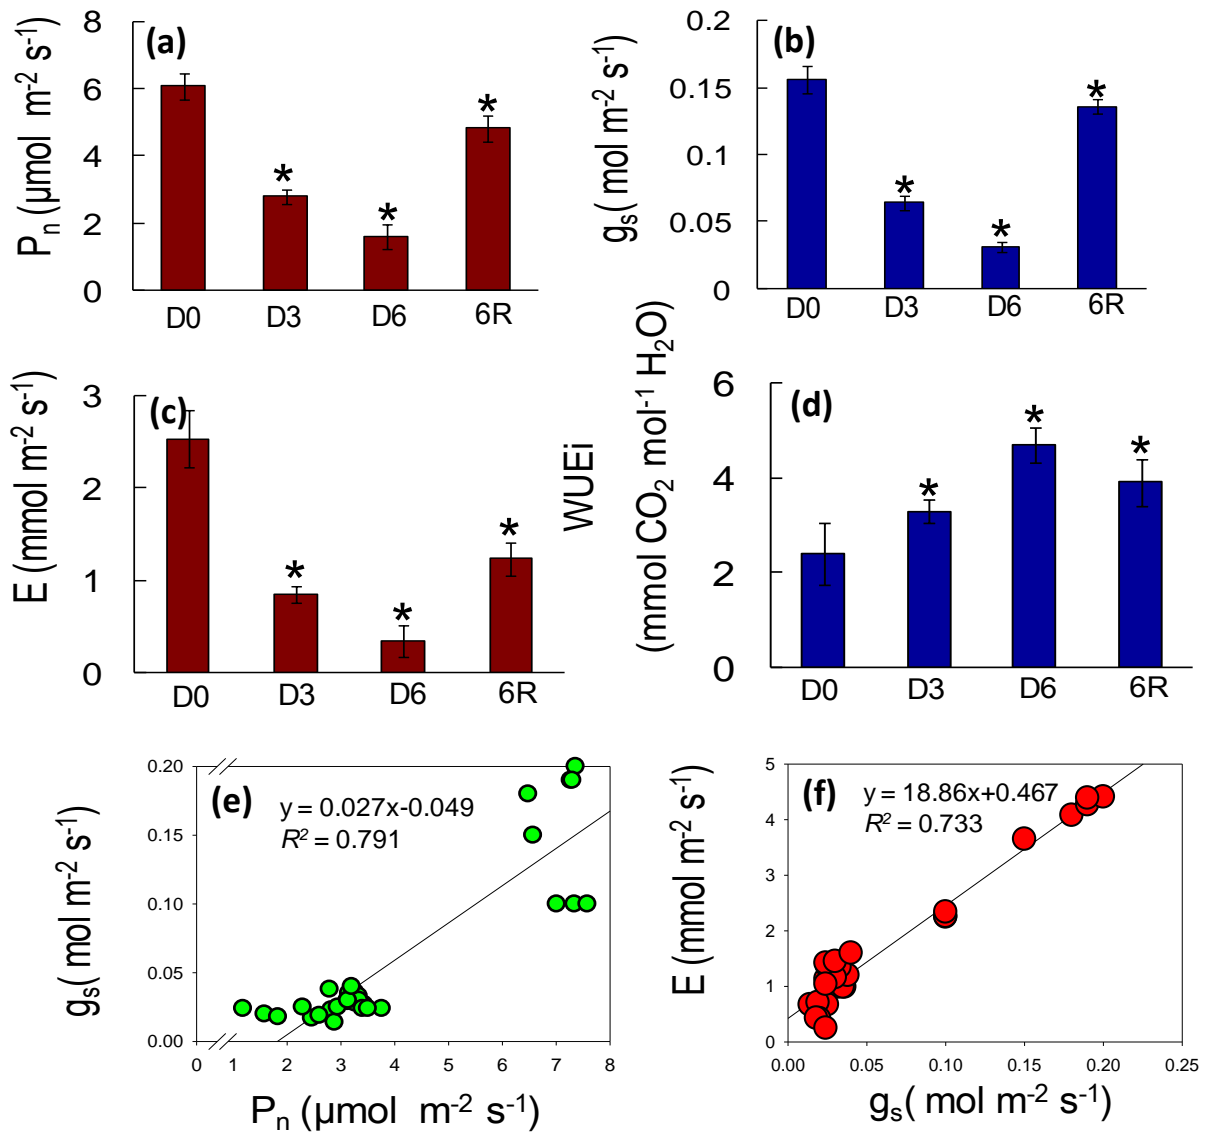 (a)
P_n (µmol m⁻² s⁻¹)
8
6
4
2
0
D0 D3 D6 6R
* * *
(b)
g_s( mol m⁻² s⁻¹)
0.2
0.15
0.1
0.05
0
D0 D3 D6 6R
* * *
(c)
E (mmol m⁻² s⁻¹)
3
2
1
0
D0 D3 D6 6R
* * *
(d)
WUEi
(mmol CO₂ mol⁻¹ H₂O)
6
4
2
0
D0 D3 D6 6R
* * *
(e)
y = 0.027x-0.049
R² = 0.791
g_s( mol m⁻² s⁻¹)
0.20
0.15
0.10
0.05
0.00
0 1 2 3 4 5 6 7 8
P_n (µmol m⁻² s⁻¹)
(f)
y = 18.86x+0.467
R² = 0.733
E (mmol m⁻² s⁻¹)
5
4
3
2
1
0
0.00 0.05 0.10 0.15 0.20 0.25
g_s( mol m⁻² s⁻¹)